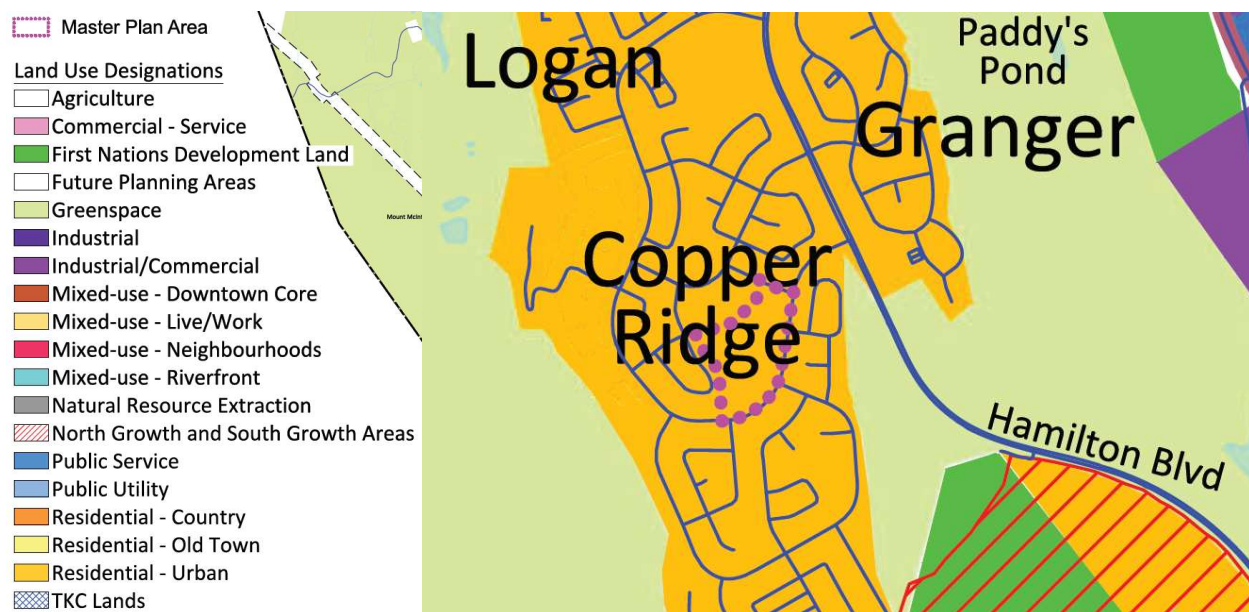 Master Plan Area
Land Use Designations
Agriculture
Commercial - Service
First Nations Development Land
Future Planning Areas
Greenspace
Industrial
Industrial/Commercial
Mixed-use - Downtown Core
Mixed-use - Live/Work
Mixed-use - Neighbourhoods
Mixed-use - Riverfront
Natural Resource Extraction
North Growth and South Growth Areas
Public Service
Public Utility
Residential - Country
Residential - Old Town
Residential - Urban
TKC Lands
Mount McInt
Logan
Paddy's
Pond
Granger
Copper
Ridge
Hamilton Blvd